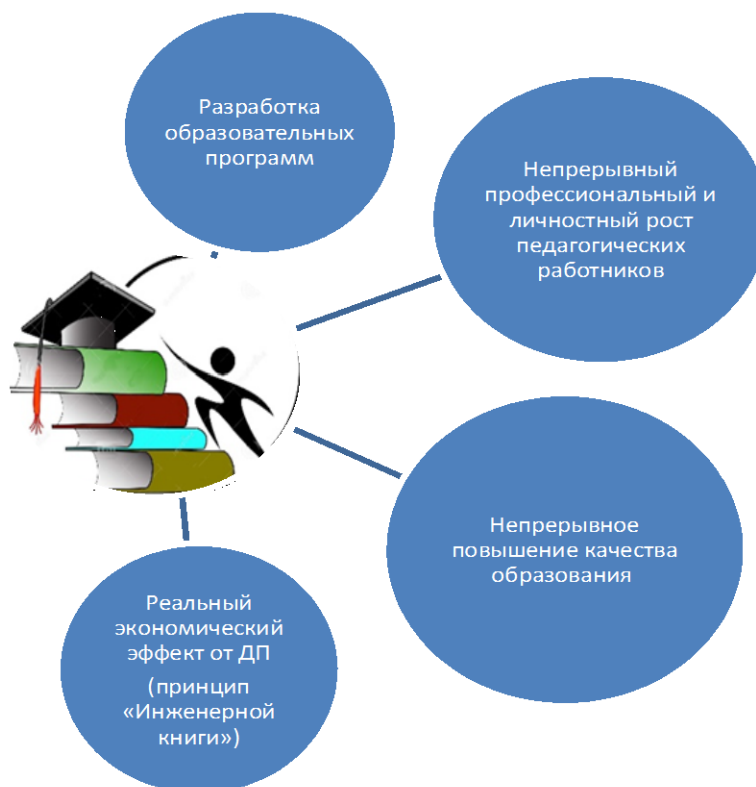 Разработка
образовательных
программ
Непрерывный
профессиональный и
личностный рост
педагогических
работников
Непрерывное
повышение качества
образования
Реальный
экономический
эффект от ДП
(принцип
«Инженерной
книги»)